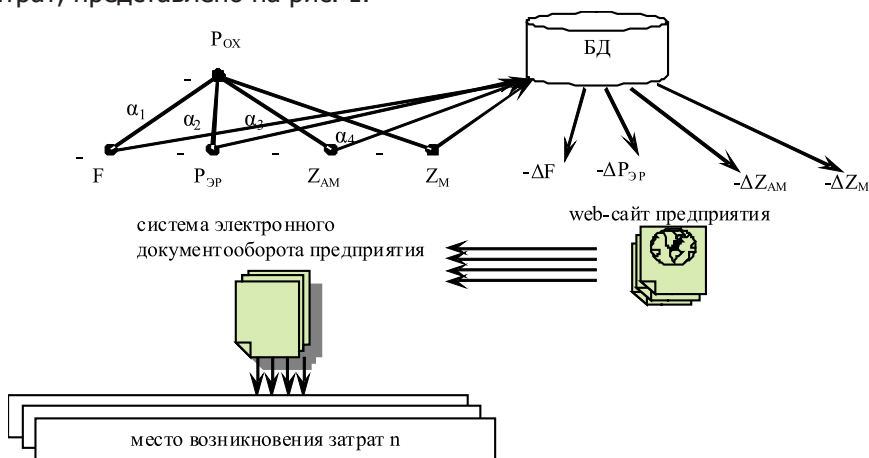 трат, представлено на рис. 1.
P_ОХ
БД
-
α₁
α₂
α₃
α₄
-
-
-
-
F
P_ЭР
Z_АМ
Z_М
-ΔF
-ΔP_ЭР
-ΔZ_АМ
-ΔZ_М
web-сайт предприятия
система электронного
документооборота предприятия
место возникновения затрат n